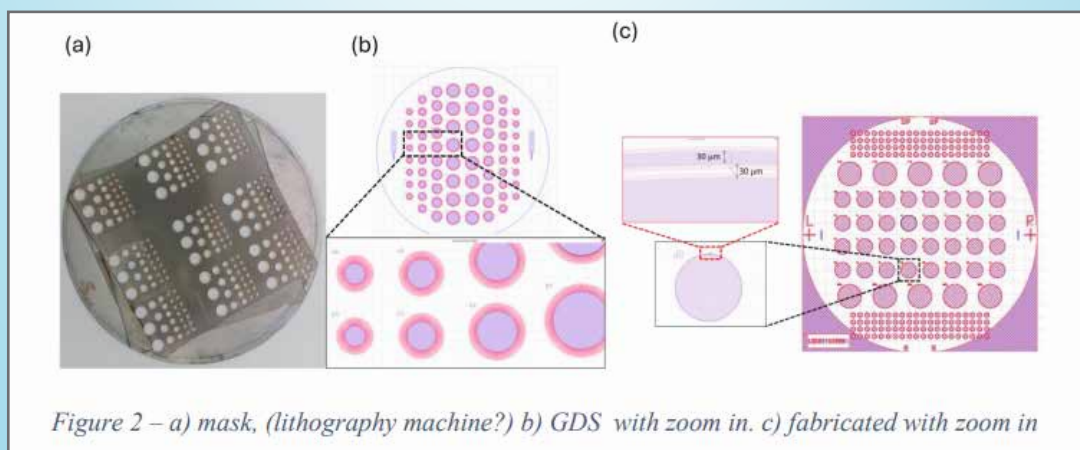 (a)
(b)
(c)
30 µm
30 µm
L
P
Figure 2 – a) mask, (lithography machine?) b) GDS with zoom in. c) fabricated with zoom in